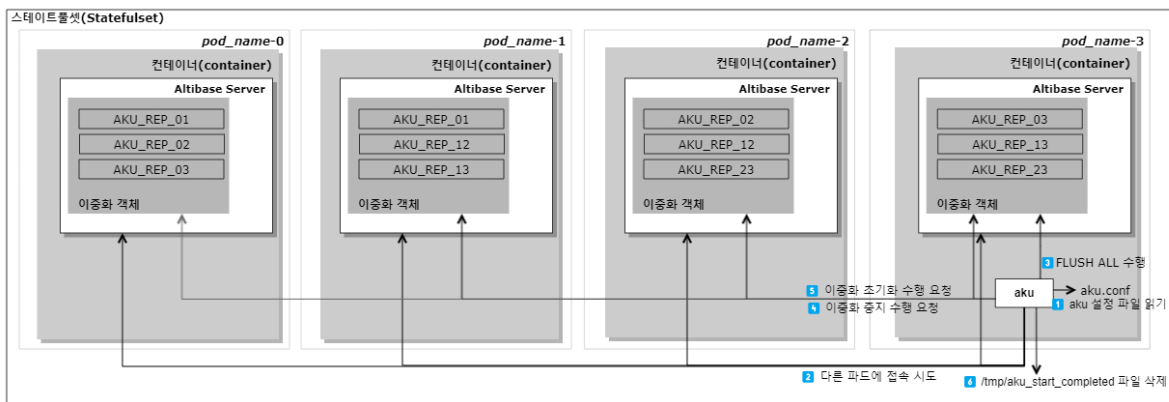 스테이트풀셋(Statefulset)
pod_name-0
컨테이너(container)
Altibase Server
AKU_REP_01
AKU_REP_02
AKU_REP_03
이중화 객체
pod_name-1
컨테이너(container)
Altibase Server
AKU_REP_01
AKU_REP_12
AKU_REP_13
이중화 객체
pod_name-2
컨테이너(container)
Altibase Server
AKU_REP_02
AKU_REP_12
AKU_REP_23
이중화 객체
pod_name-3
컨테이너(container)
Altibase Server
AKU_REP_03
AKU_REP_13
AKU_REP_23
이중화 객체
3 FLUSH ALL 수행
5 이중화 초기화 수행 요청
aku
aku.conf
4 이중화 중지 수행 요청
1 aku 설정 파일 읽기
2 다른 파드에 접속 시도
6 /tmp/aku_start_completed 파일 삭제